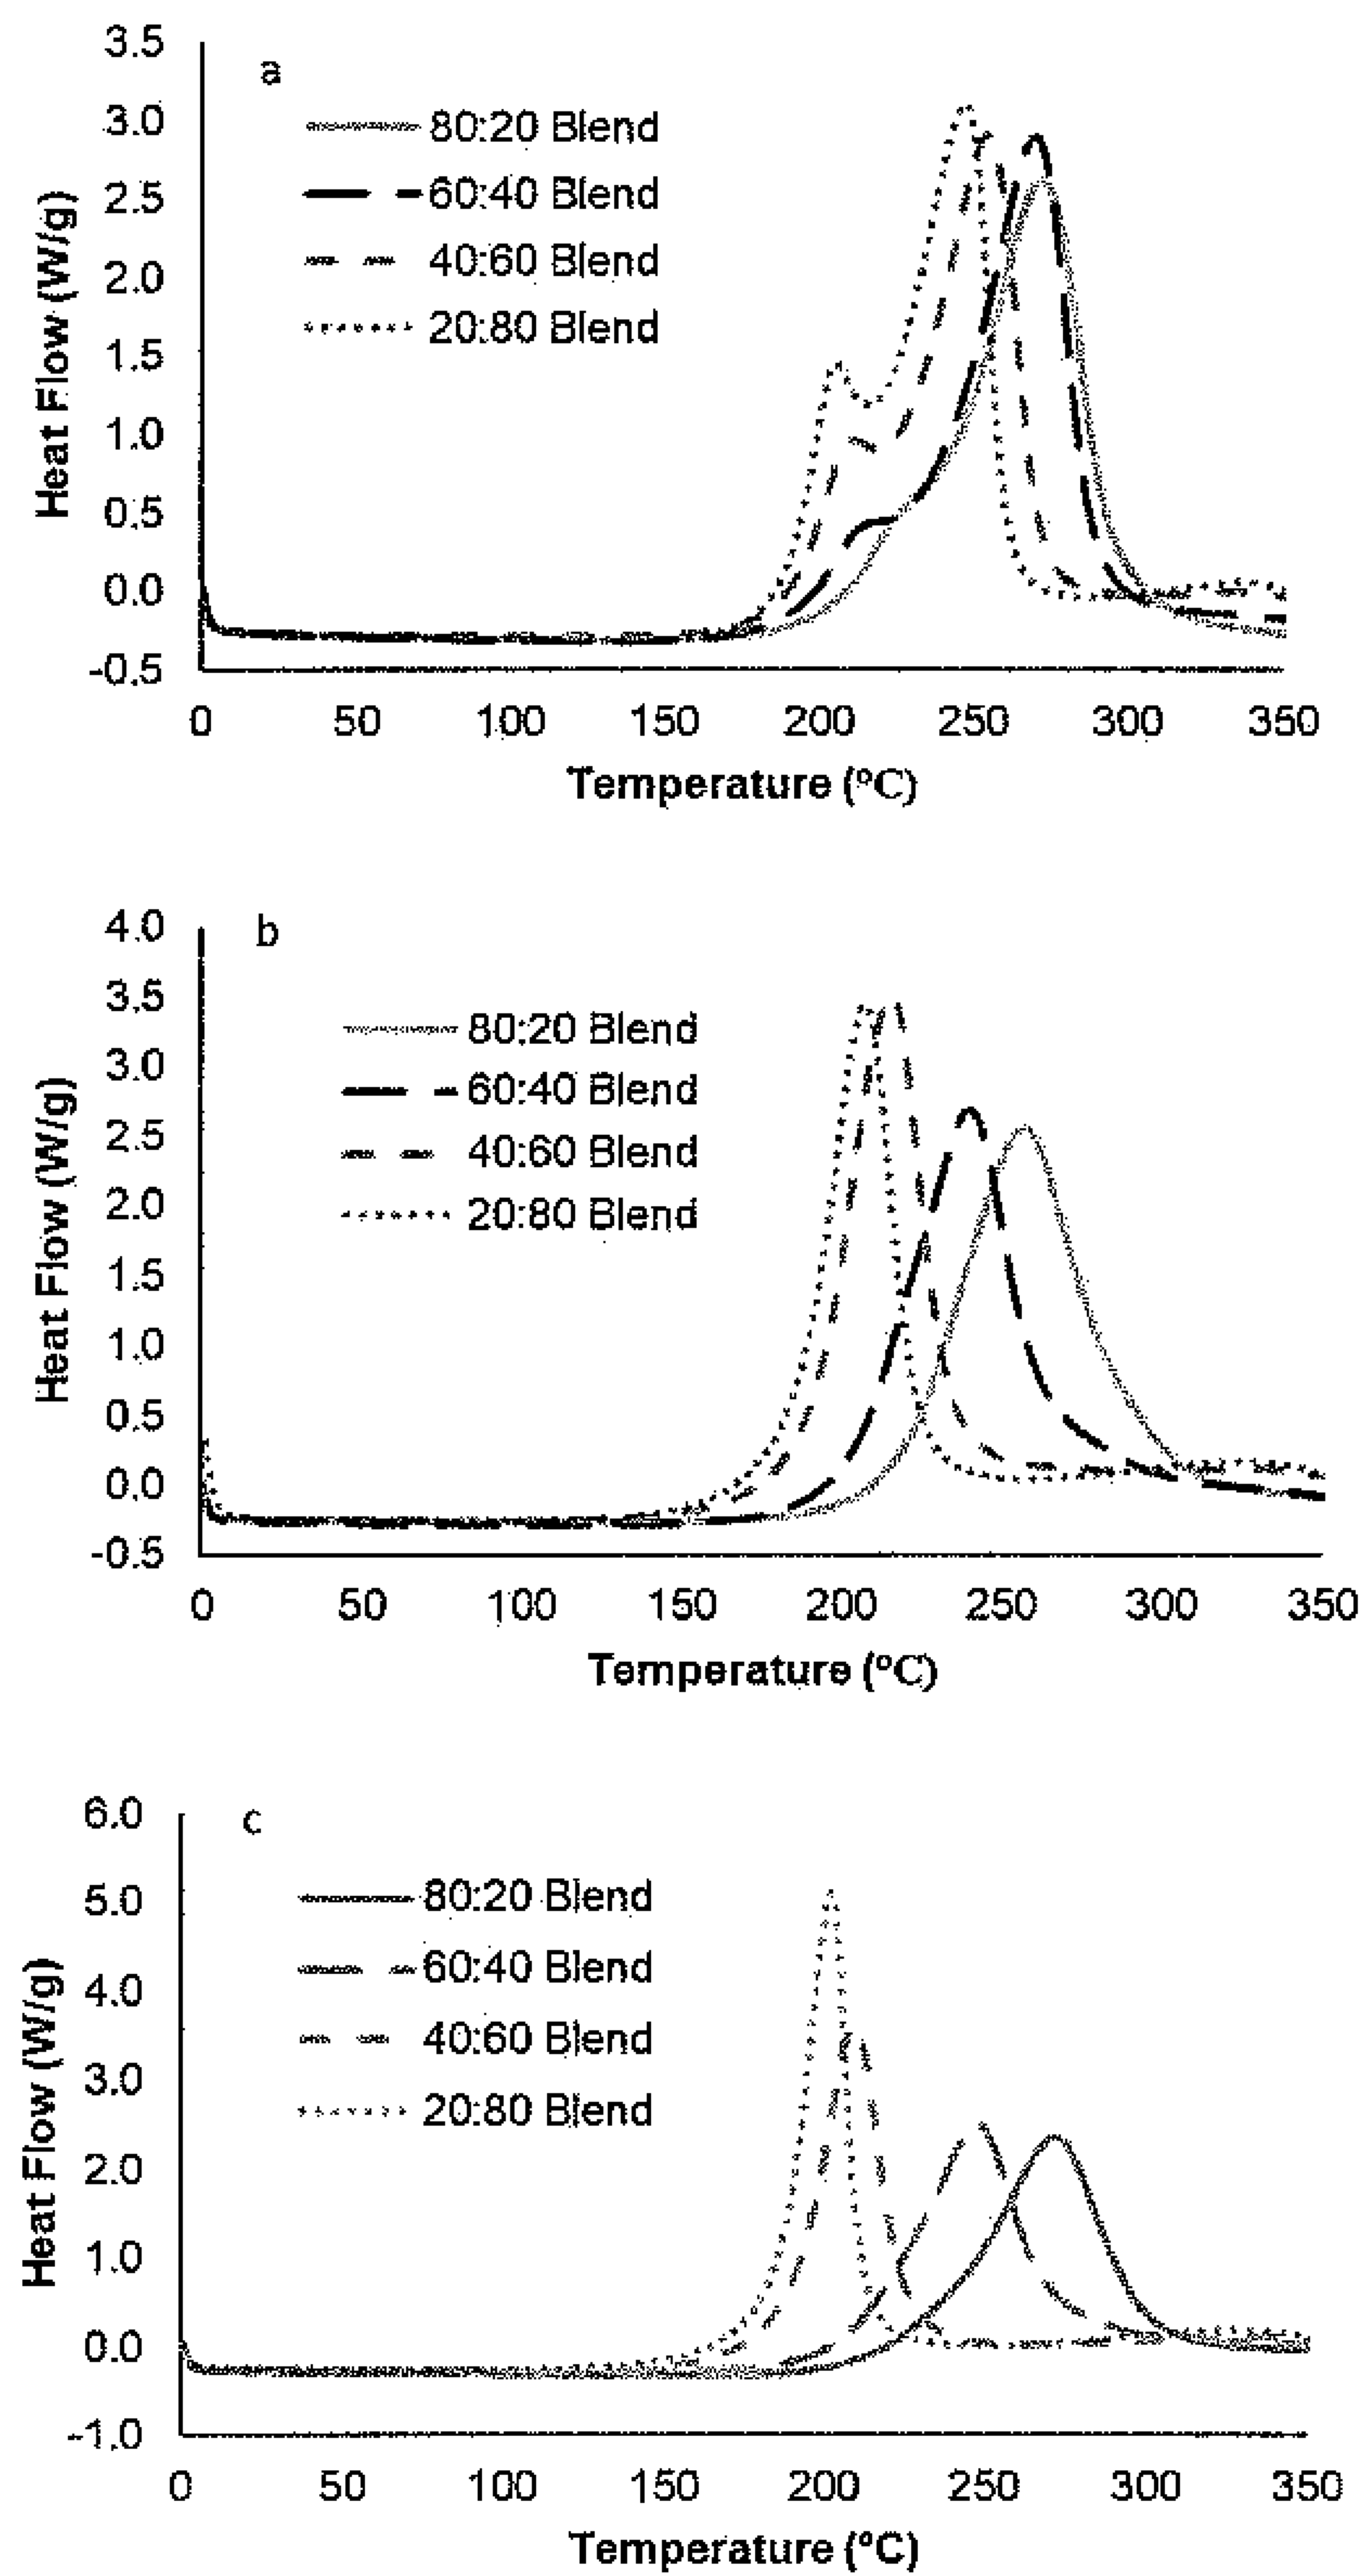 a
3.5
3.0
2.5
2.0
1.5
1.0
0.5
0.0
-0.5
Heat Flow (W/g)
80:20 Blend
60:40 Blend
40:60 Blend
20:80 Blend
0 50 100 150 200 250 300 350
Temperature (°C)
b
4.0
3.5
3.0
2.5
2.0
1.5
1.0
0.5
0.0
-0.5
Heat Flow (W/g)
80:20 Blend
60:40 Blend
40:60 Blend
20:80 Blend
0 50 100 150 200 250 300 350
Temperature (°C)
c
6.0
5.0
4.0
3.0
2.0
1.0
0.0
-1.0
Heat Flow (W/g)
80:20 Blend
60:40 Blend
40:60 Blend
20:80 Blend
0 50 100 150 200 250 300 350
Temperature (°C)